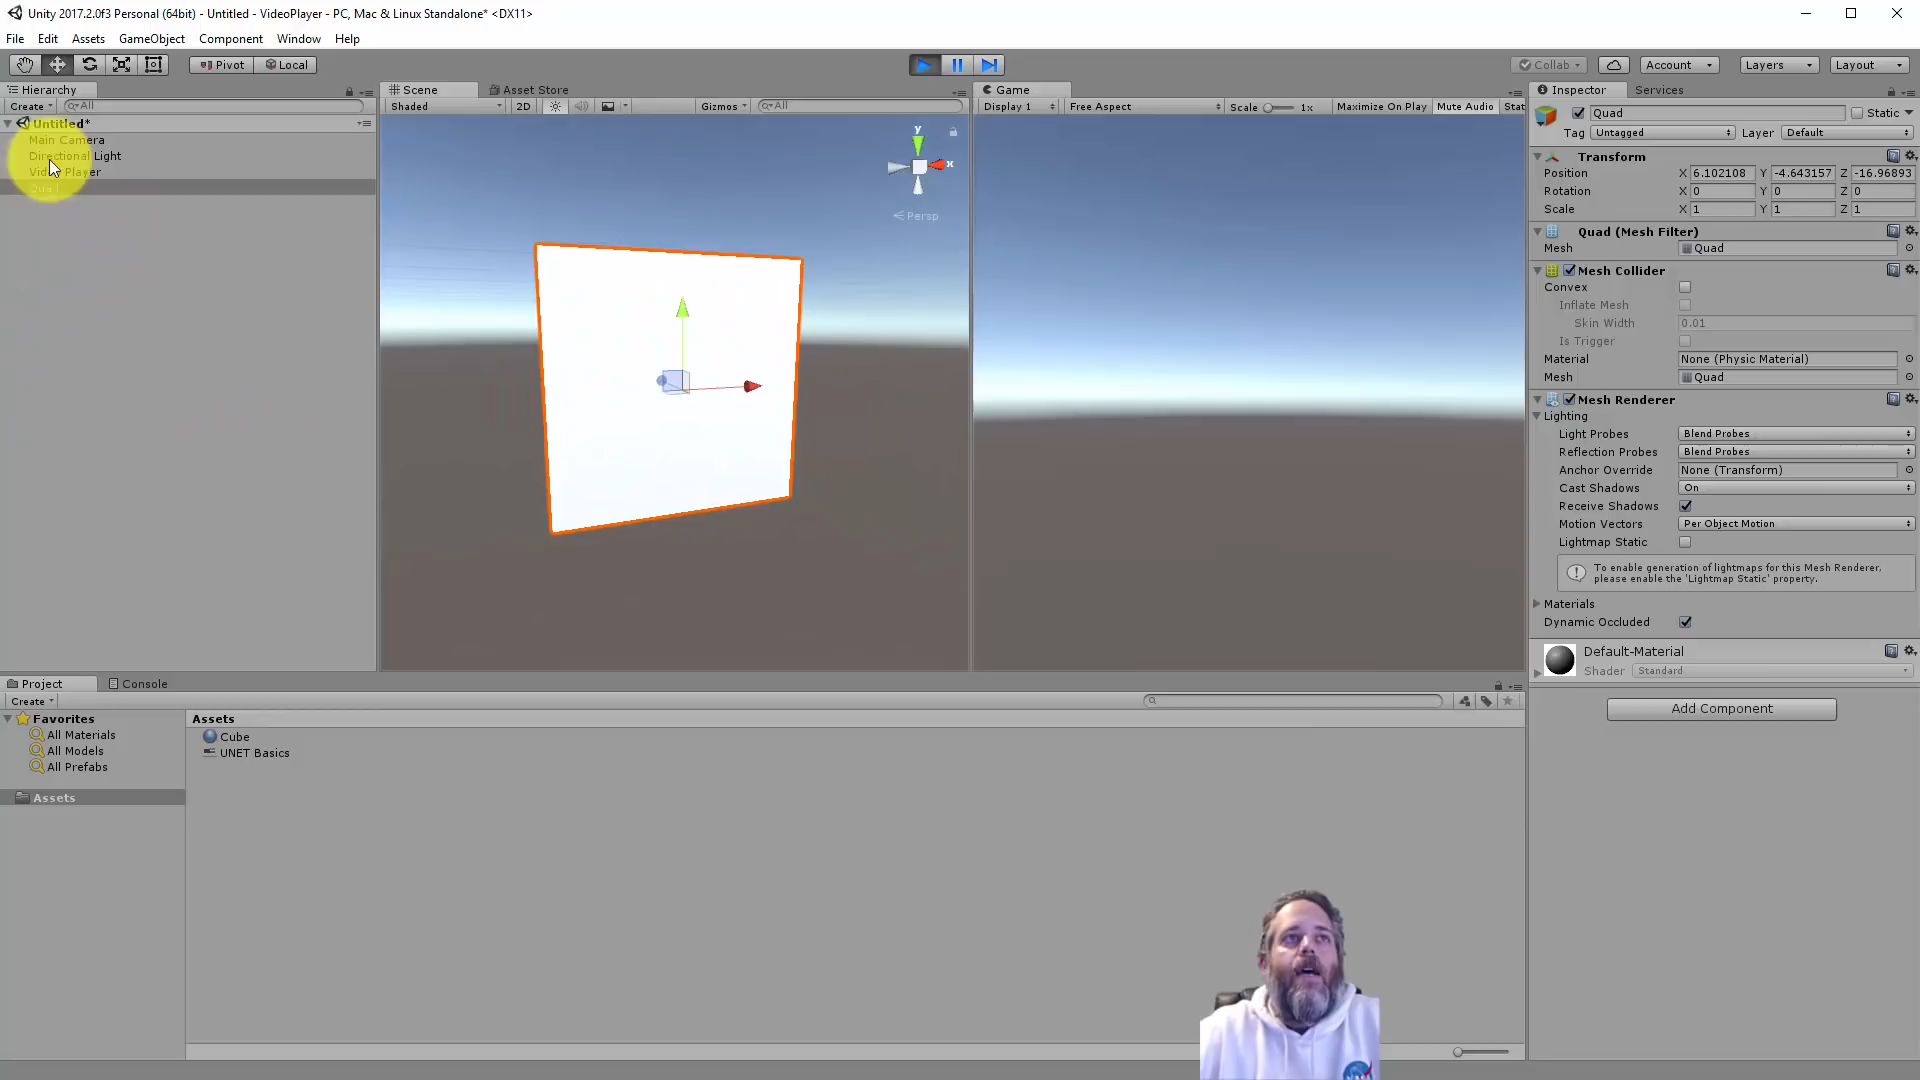 Unity 2017.2.0f3 Personal (64bit) - Untitled - VideoPlayer - PC, Mac & Linux Standalone* <DX11>
File Edit Assets GameObject Component Window Help
Pivot Local Collab Account Layers Layout
Hierarchy
Create All
Untitled*
Main Camera
Directional Light
Player
Scene Asset Store
Shaded 2D Gizmos All
y
x
Persp
Game
Display 1 Free Aspect Scale 1x Maximize On Play Mute Audio Stat
Inspector Services
Quad Static
Tag Untagged Layer Default
Transform
Position X 6.102108 Y -4.643157 Z -16.96893
Rotation X 0 Y 0 Z 0
Scale X 1 Y 1 Z 1
Quad (Mesh Filter)
Mesh Quad
Mesh Collider
Convex
Inflate Mesh
Skin Width 0.01
Is Trigger
Material None (Physic Material)
Mesh Quad
Mesh Renderer
Lighting
Light Probes Blend Probes
Reflection Probes Blend Probes
Anchor Override None (Transform)
Cast Shadows On
Receive Shadows
Motion Vectors Per Object Motion
Lightmap Static
To enable generation of lightmaps for this Mesh Renderer,
please enable the 'Lightmap Static' property.
Materials
Dynamic Occluded
Default-Material
Shader Standard
Add Component
Project Console
Create
Favorites
All Materials
All Models
All Prefabs
Assets
Assets
Cube
UNET Basics